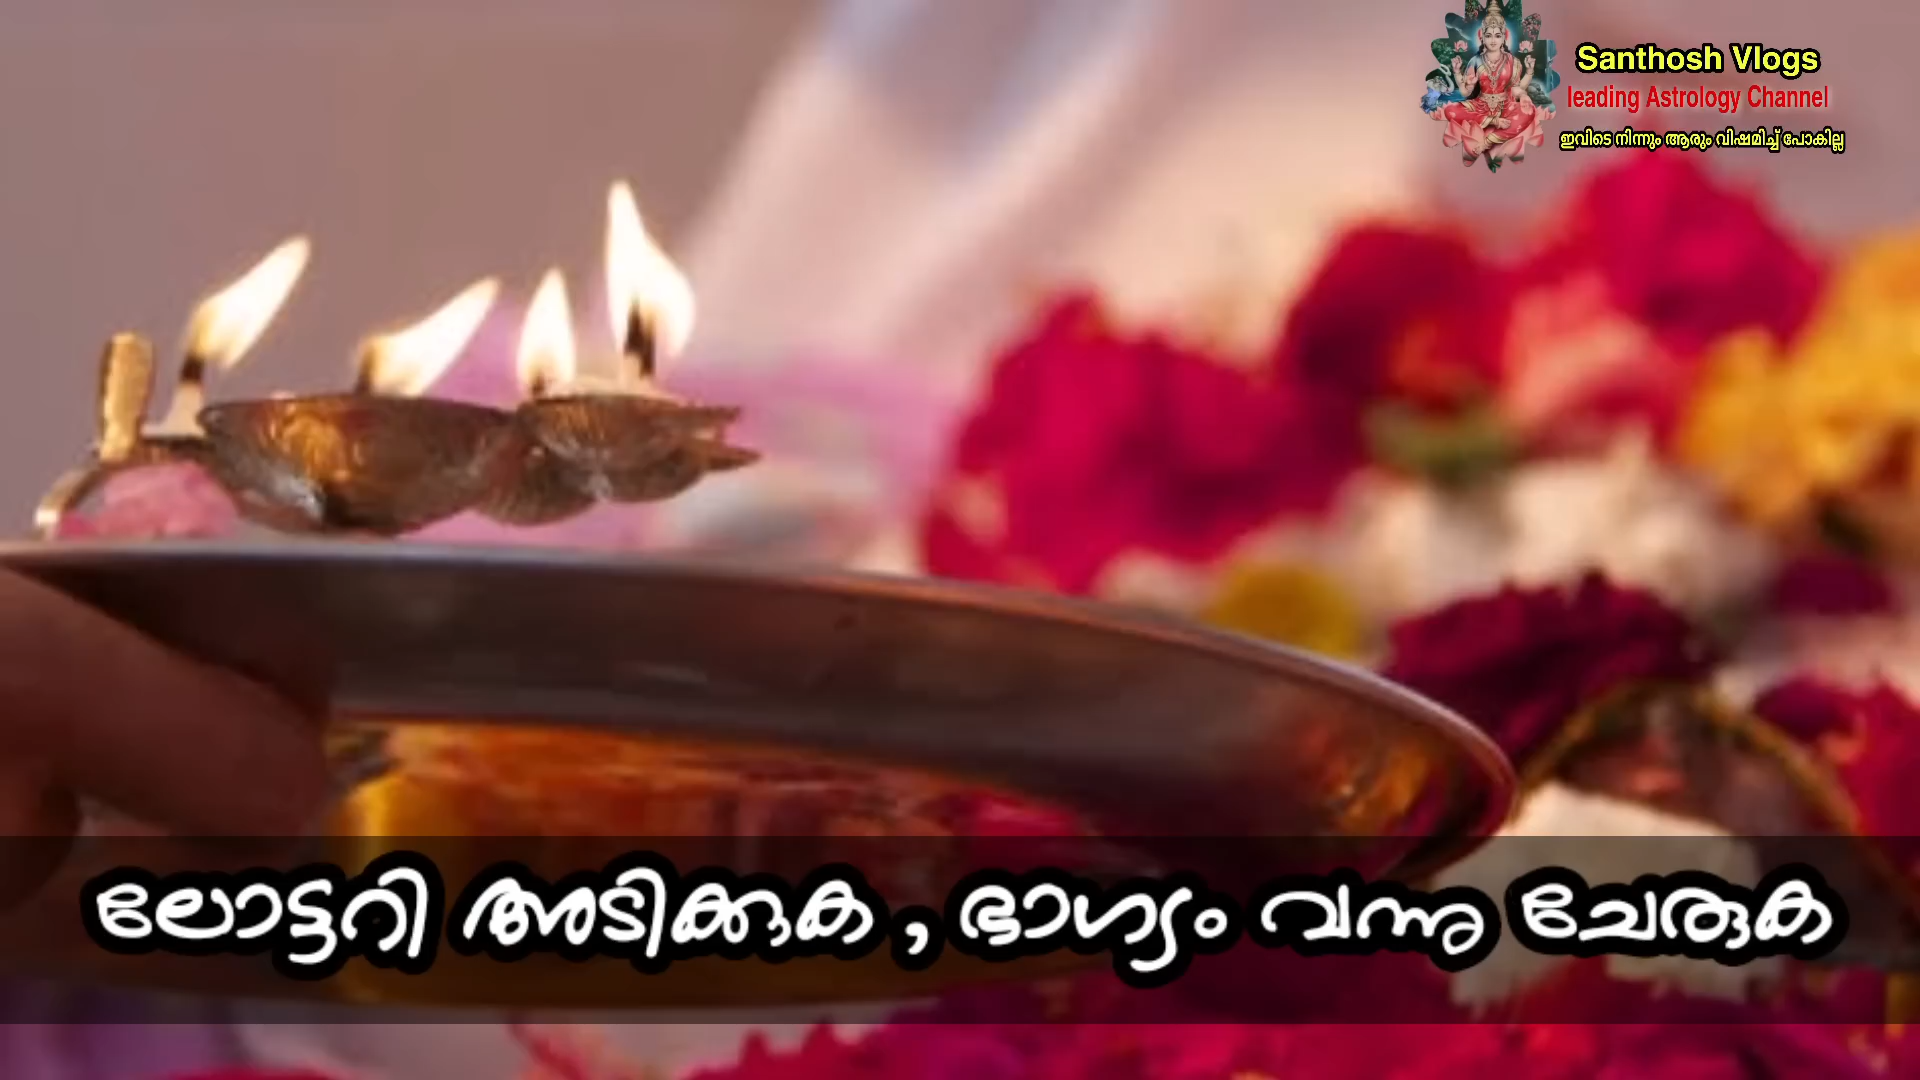 Santhosh Vlogs
leading Astrology Channel
ഇവിടെ നിന്നും ആരും വിഷമിച്ച് പോകില്ല
ലോട്ടറി അടിക്കുക , ഭാഗ്യം വന്നു ചേരുക